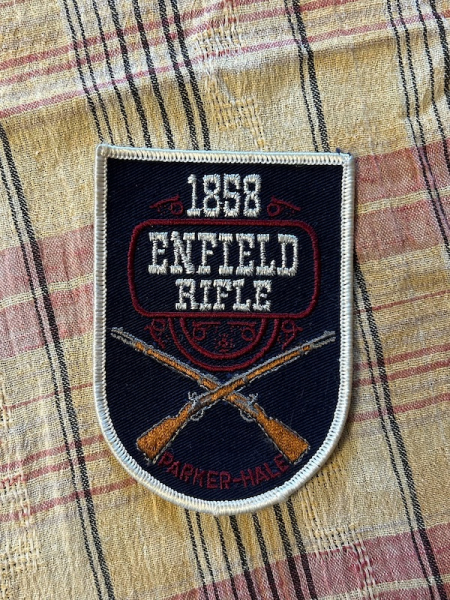 1858
ENFIELD
RIFLE
PARKER-HALE